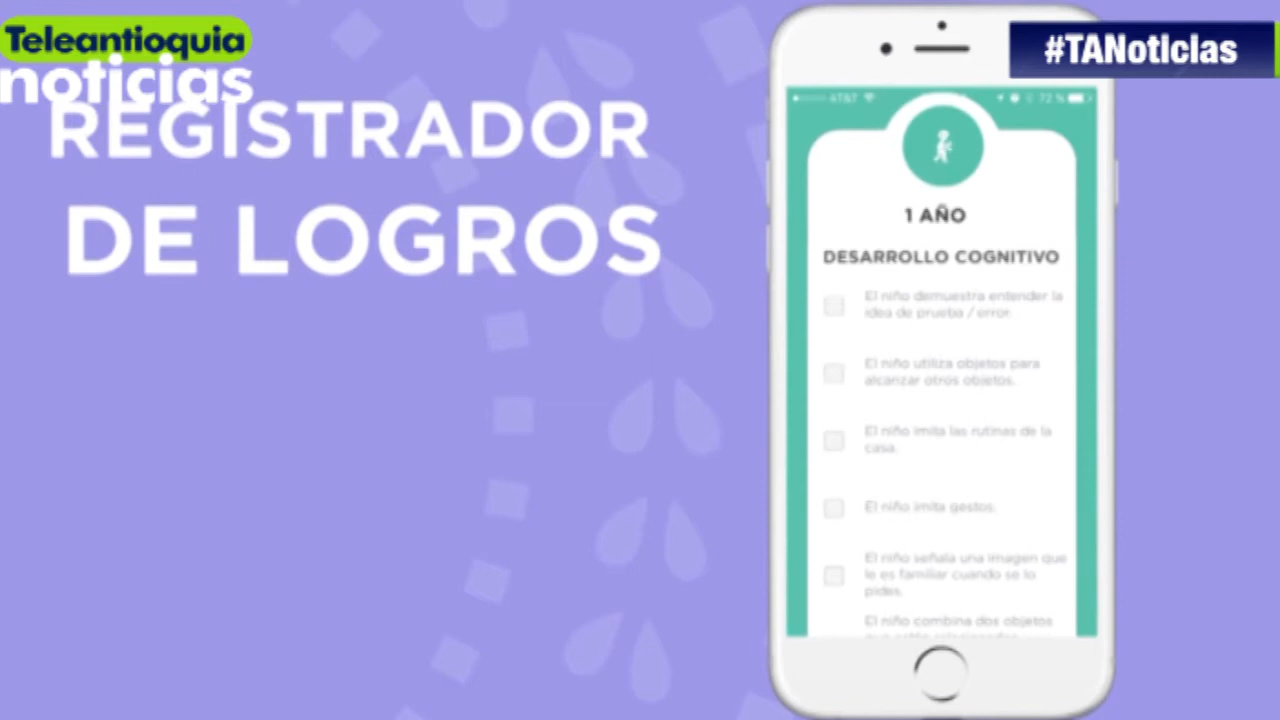 Teleantioquia
noticias
#TANoticias
REGISTRADOR
DE LOGROS
AT&T
72 %
1 AÑO
DESARROLLO COGNITIVO
El niño demuestra entender la
idea de prueba / error.
El niño utiliza objetos para
alcanzar otros objetos.
El niño imita las rutinas de la
casa.
El niño imita gestos.
El niño señala una imagen que
le es familiar cuando se lo
pides.
El niño combina dos objetos